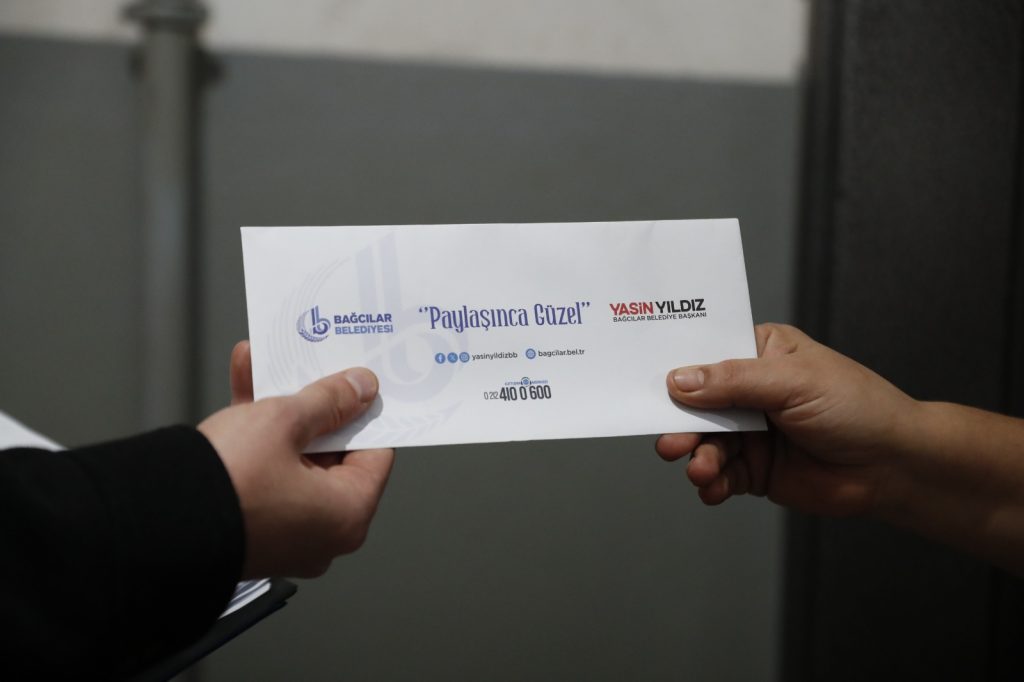 BAĞCILAR
BELEDİYESİ
"Paylaşınca Güzel"
YASİN YILDIZ
BAĞCILAR BELEDİYE BAŞKANI
yasinyildizbb bagcilar.bel.tr
0 212 410 0 600